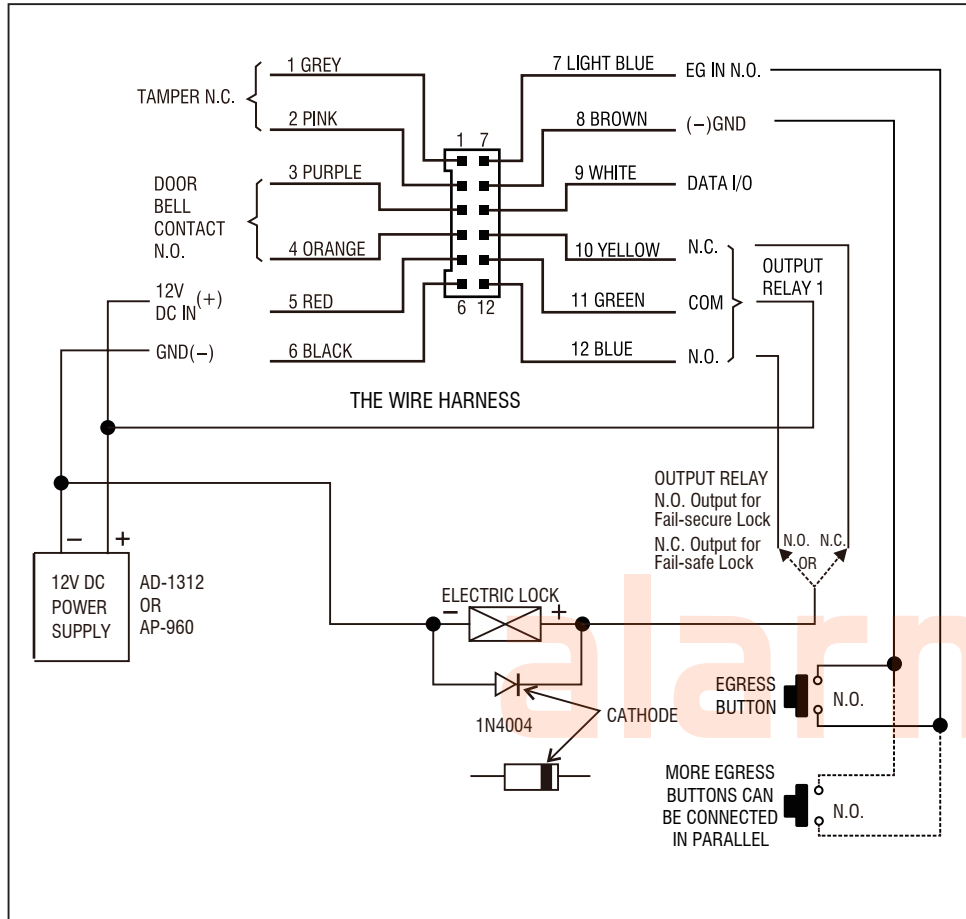 1 GREY
TAMPER N.C.
2 PINK
3 PURPLE
DOOR
BELL
CONTACT
N.O.
4 ORANGE
12V
DC IN
(+)
5 RED
GND(-)
6 BLACK
1 7
6 12
7 LIGHT BLUE
EG IN N.O.
8 BROWN
(-)GND
9 WHITE
DATA I/O
10 YELLOW
N.C.
11 GREEN
COM
12 BLUE
N.O.
OUTPUT
RELAY 1
THE WIRE HARNESS
OUTPUT RELAY
N.O. Output for
Fail-secure Lock
N.C. Output for
Fail-safe Lock
N.O. N.C.
OR
- +
12V DC
POWER
SUPPLY
AD-1312
OR
AP-960
ELECTRIC LOCK
- +
1N4004
CATHODE
EGRESS
BUTTON
N.O.
MORE EGRESS
BUTTONS CAN
BE CONNECTED
IN PARALLEL
N.O.
alarm